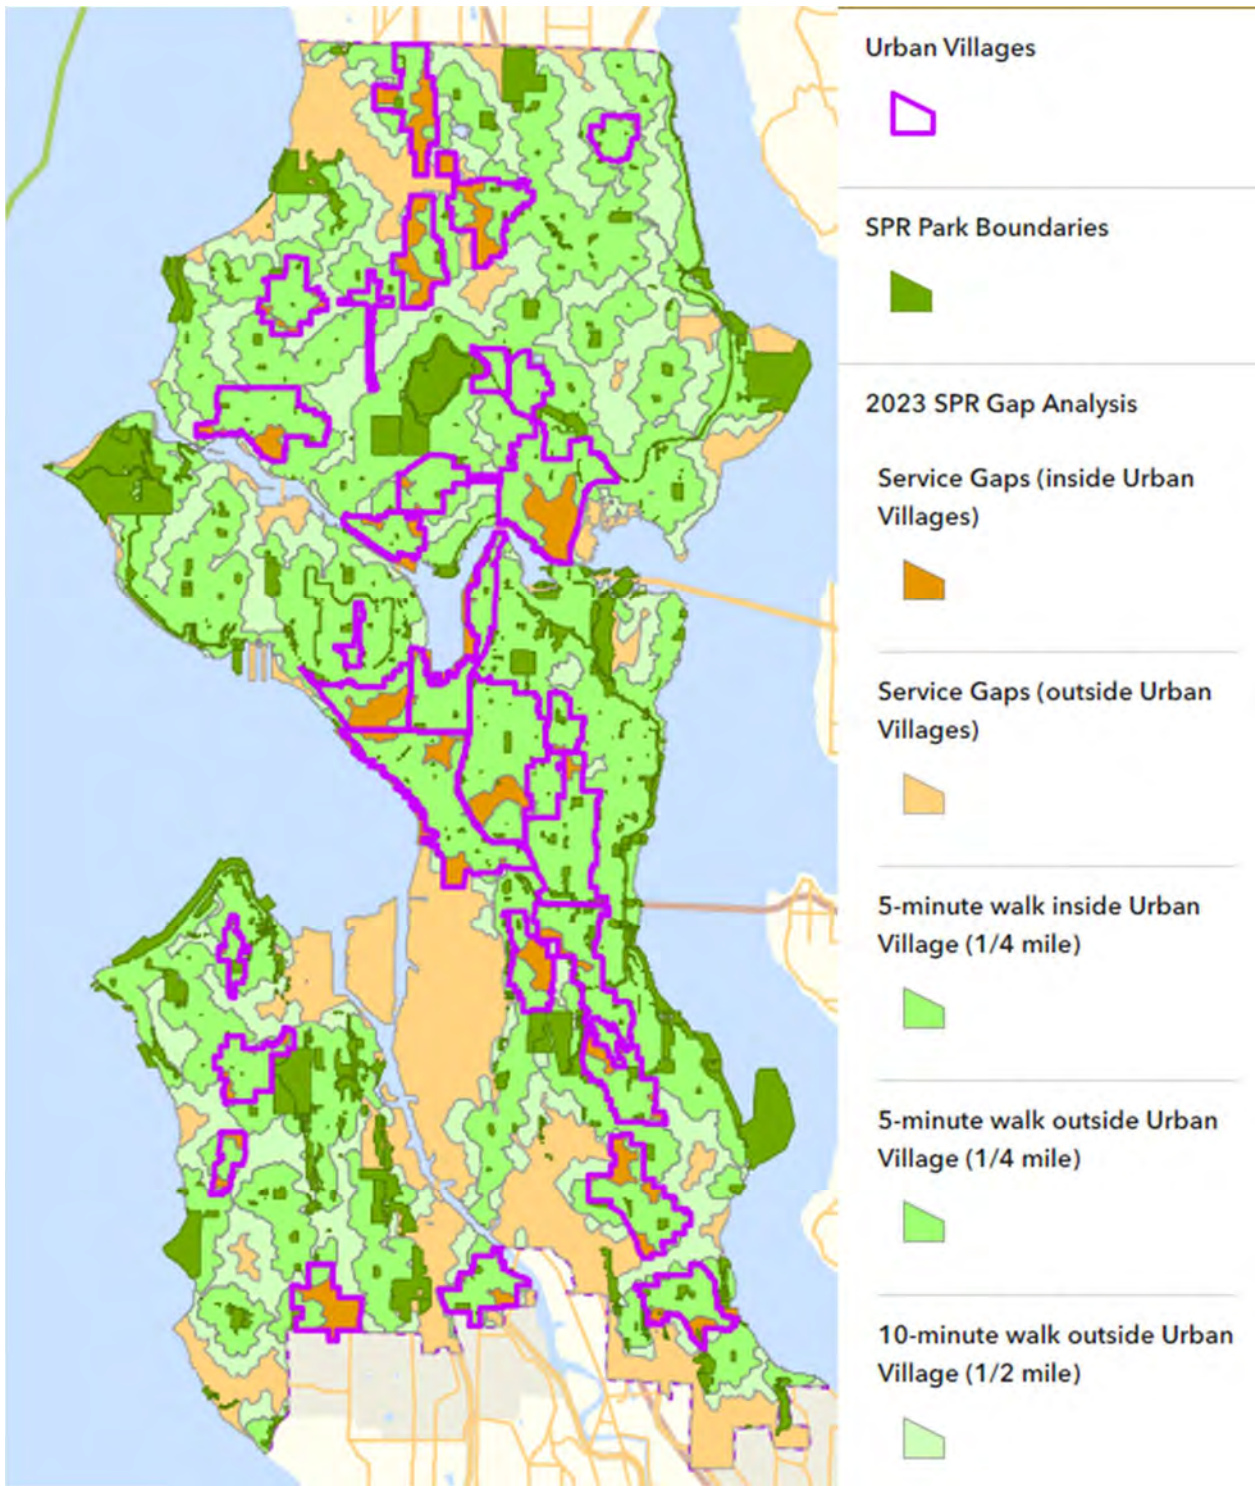 Urban Villages
SPR Park Boundaries
2023 SPR Gap Analysis
Service Gaps (inside Urban
Villages)
Service Gaps (outside Urban
Villages)
5-minute walk inside Urban
Village (1/4 mile)
5-minute walk outside Urban
Village (1/4 mile)
10-minute walk outside Urban
Village (1/2 mile)